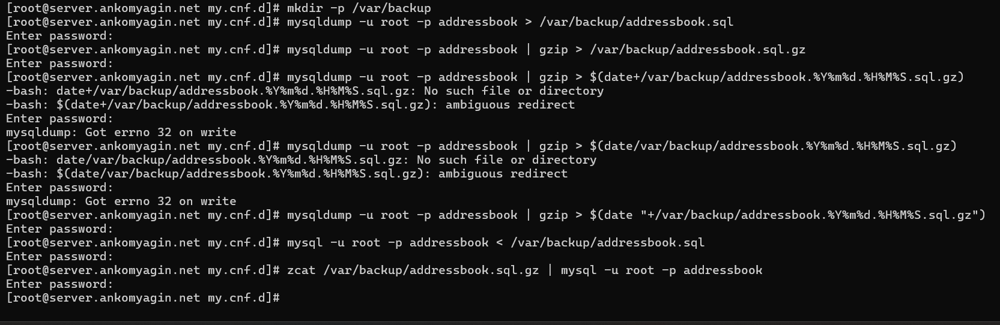 [root@server.ankomyagin.net my.cnf.d]# mkdir -p /var/backup
[root@server.ankomyagin.net my.cnf.d]# mysqldump -u root -p addressbook > /var/backup/addressbook.sql
Enter password:
[root@server.ankomyagin.net my.cnf.d]# mysqldump -u root -p addressbook | gzip > /var/backup/addressbook.sql.gz
Enter password:
[root@server.ankomyagin.net my.cnf.d]# mysqldump -u root -p addressbook | gzip > $(date+/var/backup/addressbook.%Y%m%d.%H%M%S.sql.gz)
-bash: date+/var/backup/addressbook.%Y%m%d.%H%M%S.sql.gz: No such file or directory
-bash: $(date+/var/backup/addressbook.%Y%m%d.%H%M%S.sql.gz): ambiguous redirect
Enter password:
mysqldump: Got errno 32 on write
[root@server.ankomyagin.net my.cnf.d]# mysqldump -u root -p addressbook | gzip > $(date/var/backup/addressbook.%Y%m%d.%H%M%S.sql.gz)
-bash: date/var/backup/addressbook.%Y%m%d.%H%M%S.sql.gz: No such file or directory
-bash: $(date/var/backup/addressbook.%Y%m%d.%H%M%S.sql.gz): ambiguous redirect
Enter password:
mysqldump: Got errno 32 on write
[root@server.ankomyagin.net my.cnf.d]# mysqldump -u root -p addressbook | gzip > $(date "+/var/backup/addressbook.%Y%m%d.%H%M%S.sql.gz")
Enter password:
[root@server.ankomyagin.net my.cnf.d]# mysql -u root -p addressbook < /var/backup/addressbook.sql
Enter password:
[root@server.ankomyagin.net my.cnf.d]# zcat /var/backup/addressbook.sql.gz | mysql -u root -p addressbook
Enter password:
[root@server.ankomyagin.net my.cnf.d]#